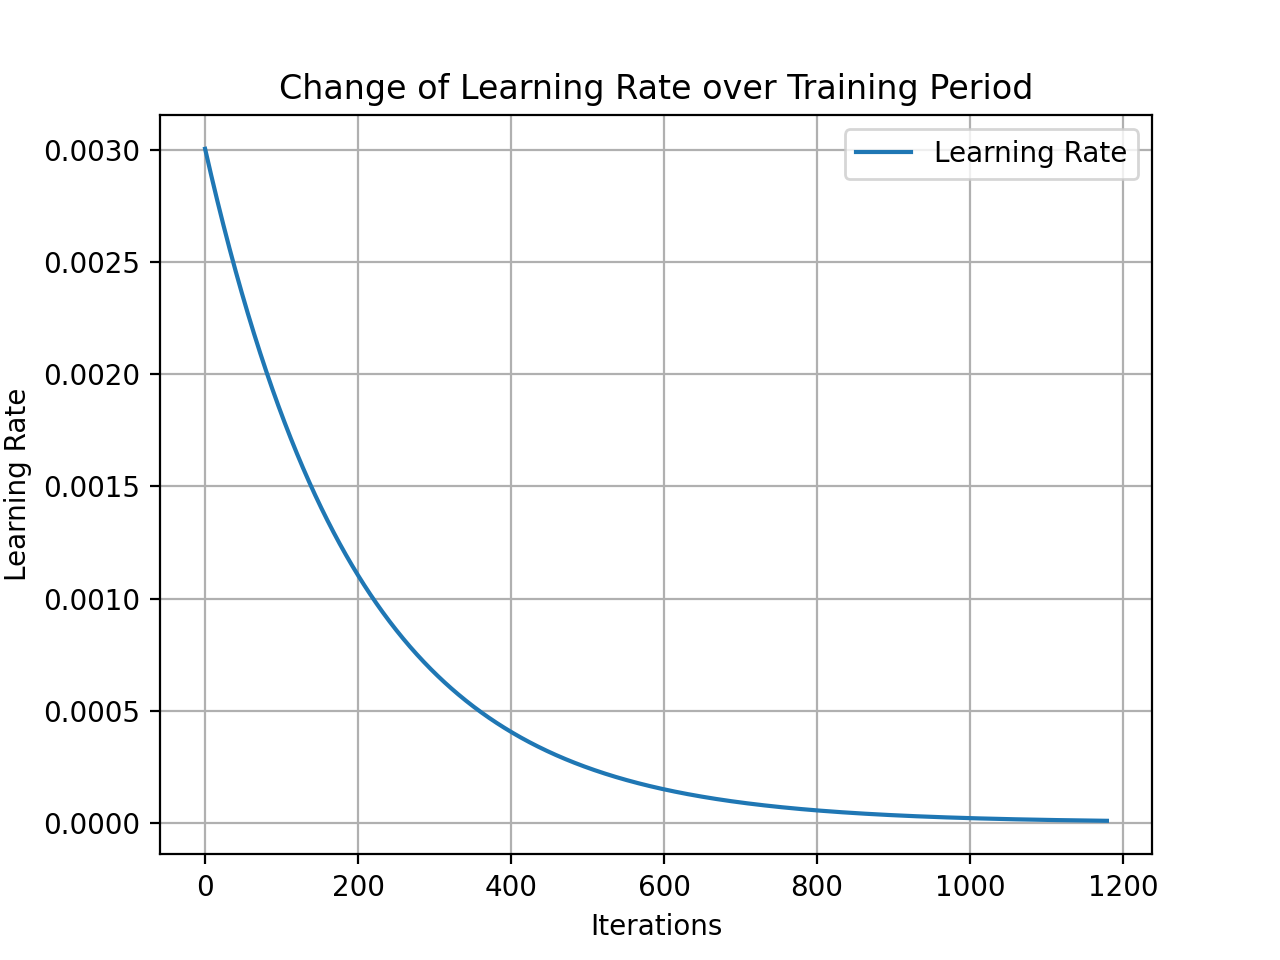 Change of Learning Rate over Training Period
Learning Rate
0.0030
0.0025
0.0020
0.0015
0.0010
0.0005
0.0000
Learning Rate
0 200 400 600 800 1000 1200
Iterations